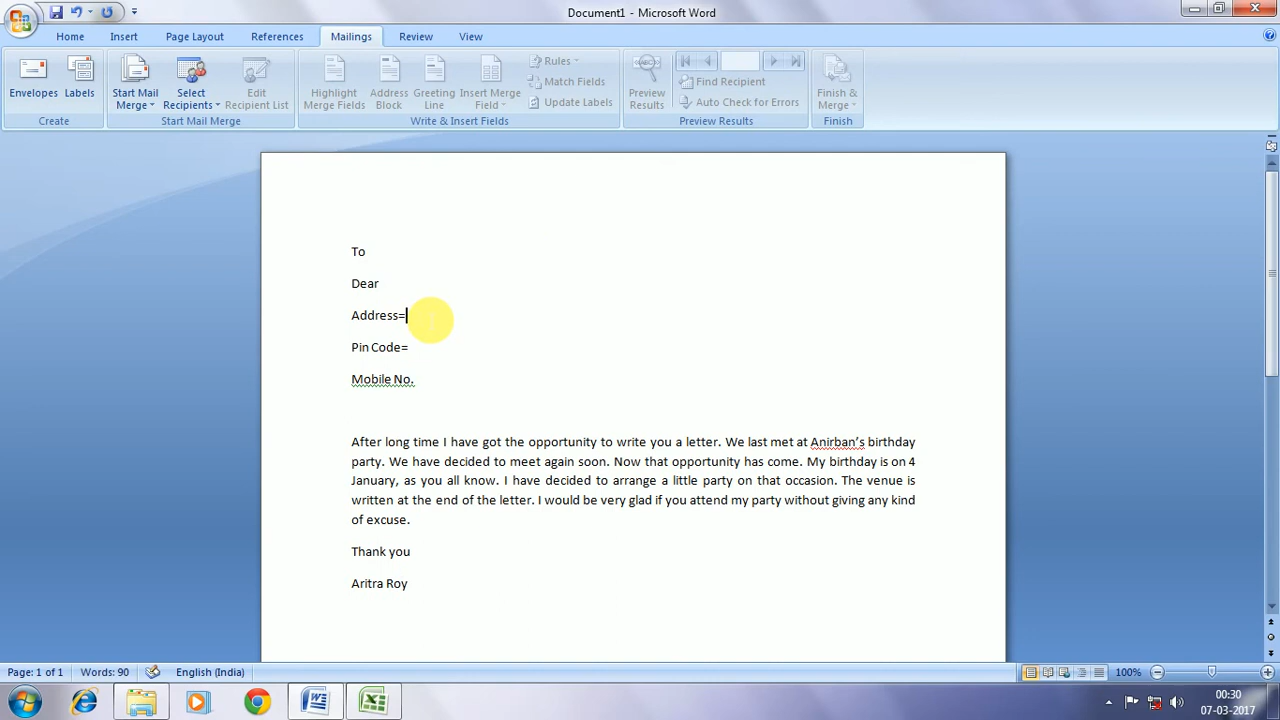 Document1 - Microsoft Word
Home Insert Page Layout References Mailings Review View
Envelopes Labels Start Mail Merge Select Recipients Edit Recipient List Highlight Merge Fields Address Block Greeting Line Insert Merge Field Rules Match Fields Update Labels Preview Results Find Recipient Auto Check for Errors Finish & Merge
Create Start Mail Merge Write & Insert Fields Preview Results Finish
To
Dear
Address=
Pin Code=
Mobile No.
After long time I have got the opportunity to write you a letter. We last met at Anirban’s birthday
party. We have decided to meet again soon. Now that opportunity has come. My birthday is on 4
January, as you all know. I have decided to arrange a little party on that occasion. The venue is
written at the end of the letter. I would be very glad if you attend my party without giving any kind
of excuse.
Thank you
Aritra Roy
Page: 1 of 1 Words: 90 English (India) 100%
00:30
07-03-2017